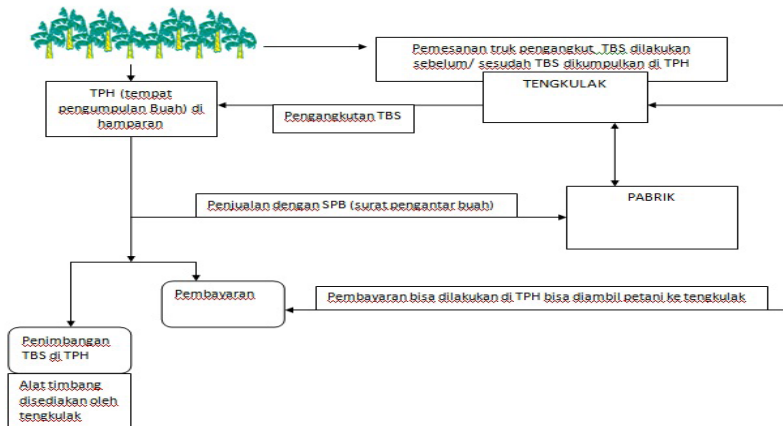 Pemesanan truk pengangkut TBS dilakukan
sebelum/ sesudah TBS dikumpulkan di TPH
TENGKULAK
TPH (tempat
pengumpulan Buah) di
hamparan
Pengangkutan TBS
PABRIK
Penjualan dengan SPB (surat pengantar buah)
Pembayaran
Pembayaran bisa dilakukan di TPH bisa diambil petani ke tengkulak
Penimbangan
TBS di TPH
Alat timbang
disediakan oleh
tengkulak